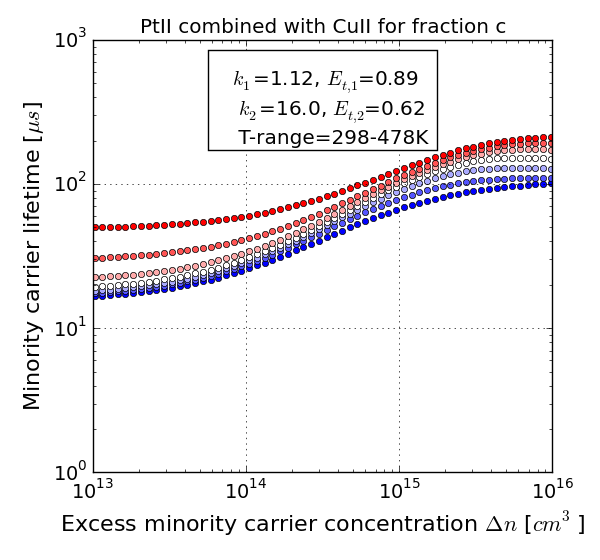 PtII combined with CuII for fraction c
k1=1.12, Et,1=0.89
k2=16.0, Et,2=0.62
T-range=298-478K
Minority carrier lifetime [μs]
10^3
10^2
10^1
10^0
10^13 10^14 10^15 10^16
Excess minority carrier concentration Δn [cm^3 ]